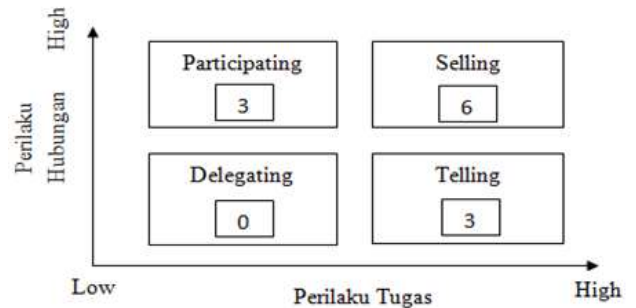 High
Perilaku
Hubungan
Participating
3
Selling
6
Delegating
0
Telling
3
Low
Perilaku Tugas
High